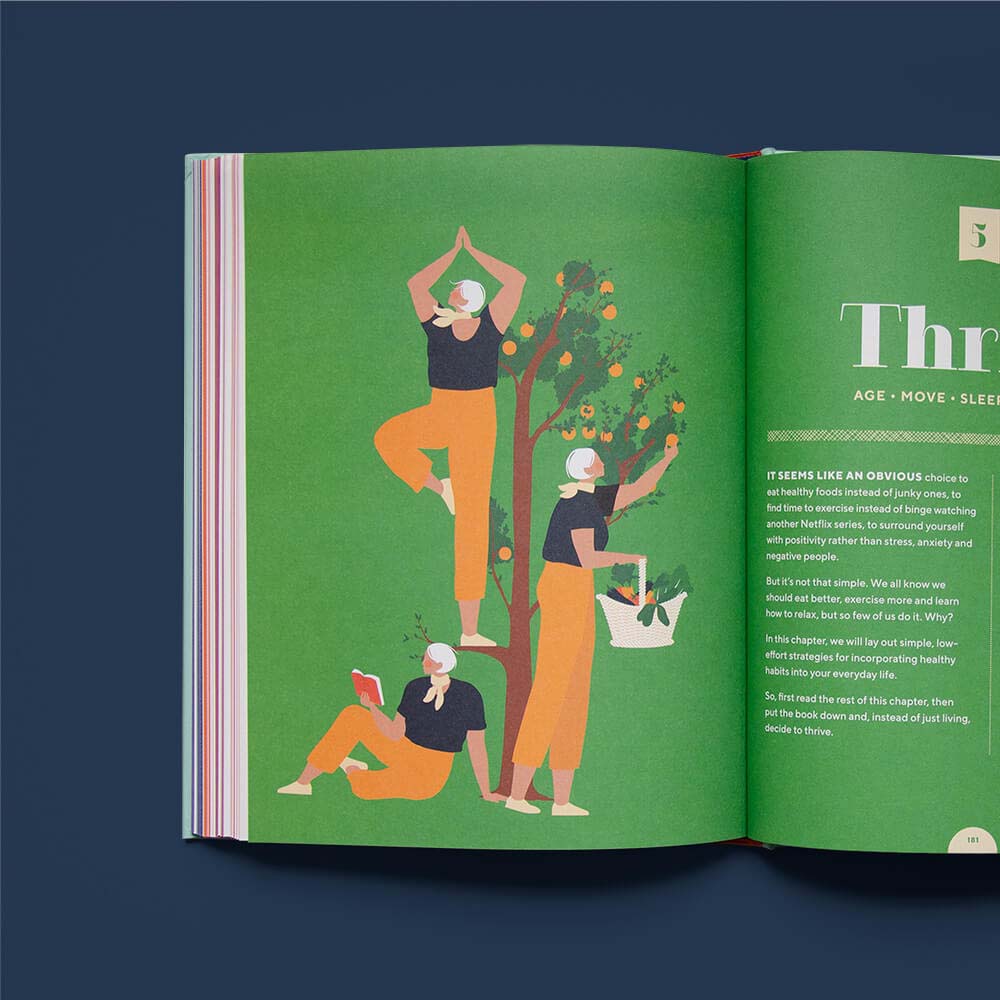 5
Thr
AGE • MOVE • SLEEP
IT SEEMS LIKE AN OBVIOUS choice to
eat healthy foods instead of junky ones, to
find time to exercise instead of binge watching
another Netflix series, to surround yourself
with positivity rather than stress, anxiety and
negative people.
But it's not that simple. We all know we
should eat better, exercise more and learn
how to relax, but so few of us do it. Why?
In this chapter, we will lay out simple, low-
effort strategies for incorporating healthy
habits into your everyday life.
So, first read the rest of this chapter, then
put the book down and, instead of just living,
decide to thrive.
181